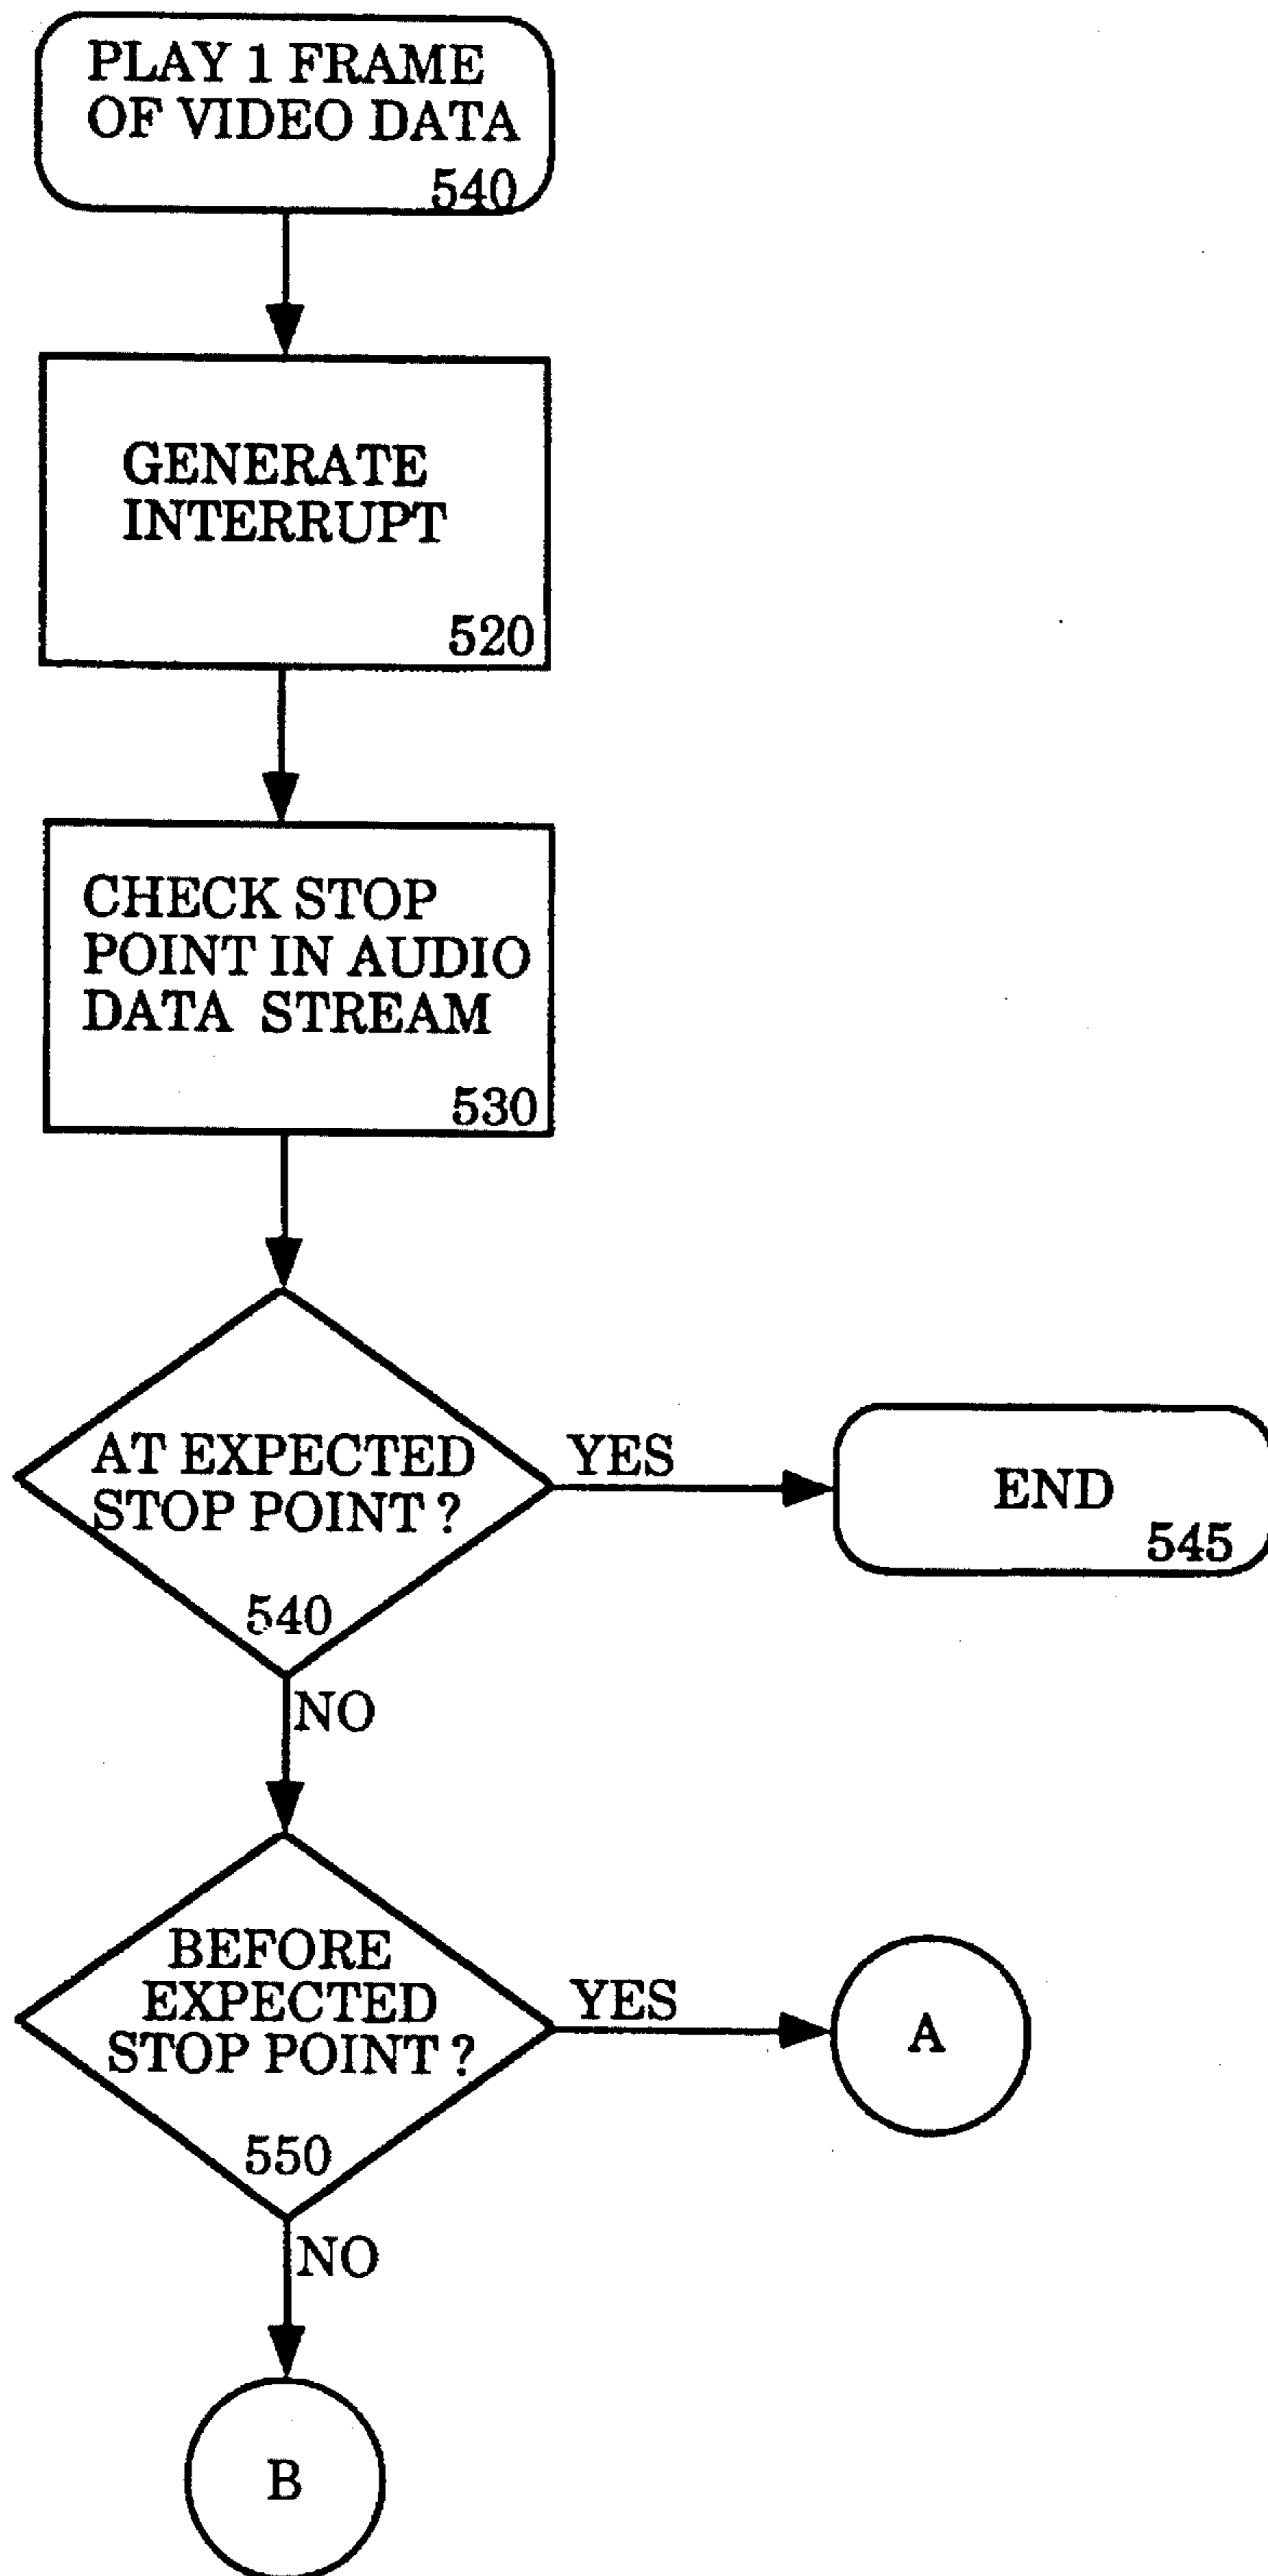 PLAY 1 FRAME
OF VIDEO DATA
540
GENERATE
INTERRUPT
520
CHECK STOP
POINT IN AUDIO
DATA STREAM
530
AT EXPECTED
STOP POINT ?
540
YES
END
545
NO
BEFORE
EXPECTED
STOP POINT ?
550
YES
A
NO
B